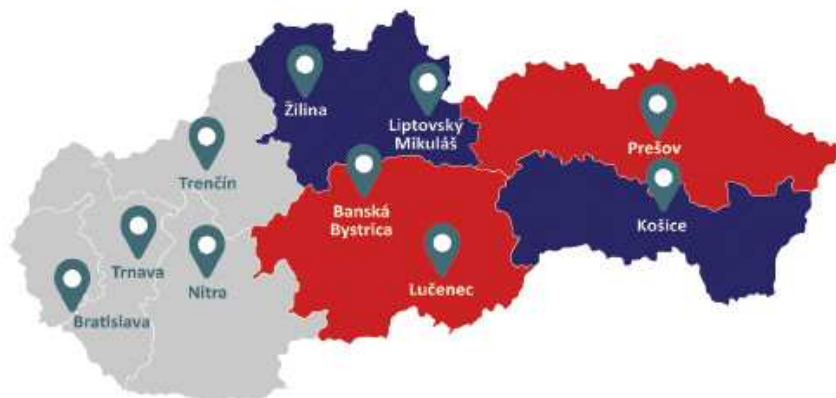 Žilina
Liptovský
Mikuláš
Prešov
Trenčín
Banská
Bystrica
Košice
Trnava
Nitra
Lučenec
Bratislava